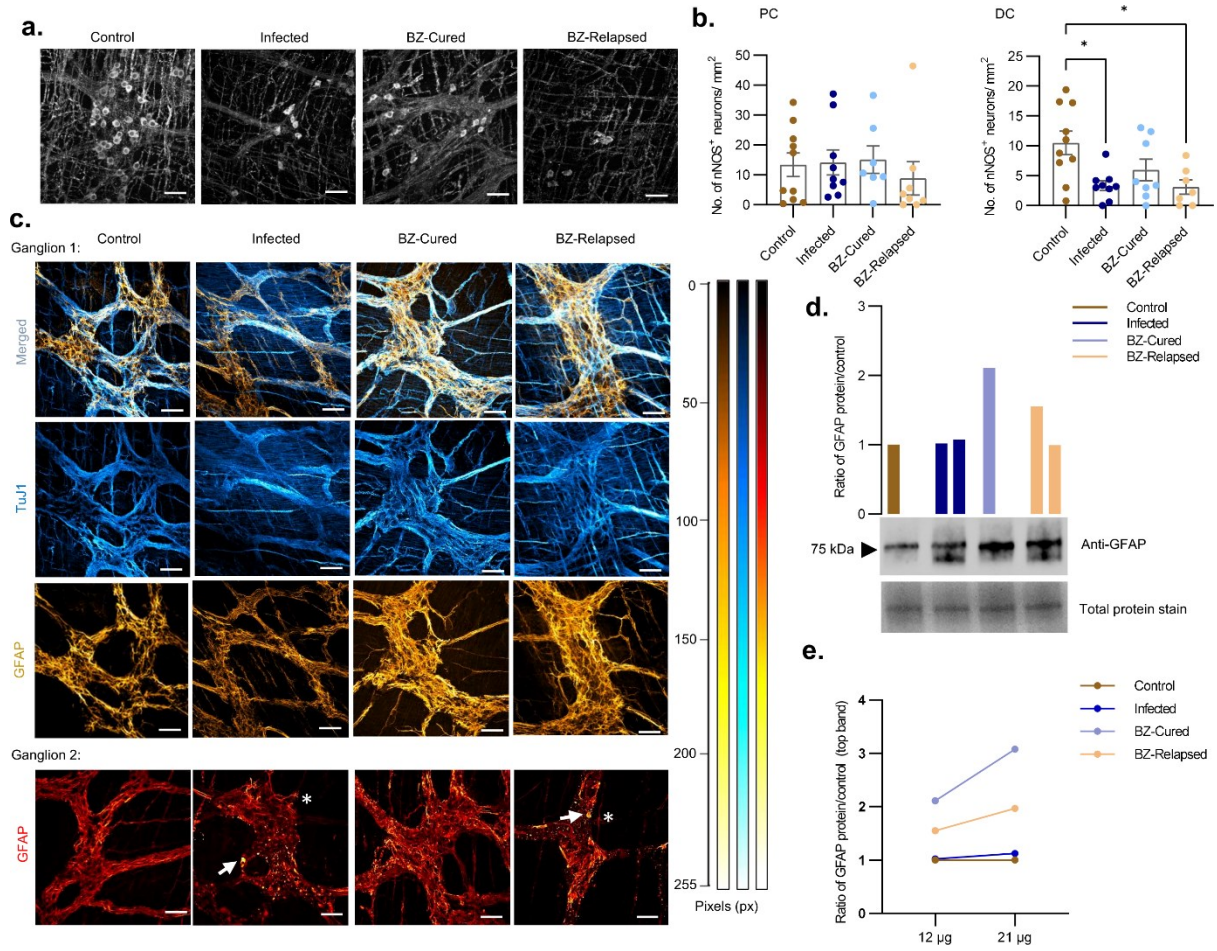 a.
Control
Infected
BZ-Cured
BZ-Relapsed
b.
PC
DC
No. of nNOS⁺ neurons/ mm²
50
40
30
20
10
0
Control
Infected
BZ-Cured
BZ-Relapsed
No. of nNOS⁺ neurons/ mm²
25
20
15
10
5
0
*
*
Control
Infected
BZ-Cured
BZ-Relapsed
c.
Ganglion 1:
Control
Infected
BZ-Cured
BZ-Relapsed
Merged
TuJ1
GFAP
Ganglion 2:
GFAP
*
*
0
50
100
150
200
255
Pixels (px)
d.
Ratio of GFAP protein/control
3
2
1
0
Control
Infected
BZ-Cured
BZ-Relapsed
75 kDa
Anti-GFAP
Total protein stain
e.
Ratio of GFAP protein/control (top band)
4
3
2
1
0
12 µg
21 µg
Control
Infected
BZ-Cured
BZ-Relapsed